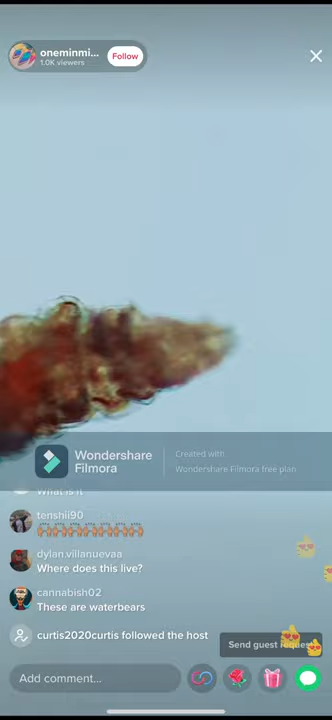 oneminmi...
1.0K viewers
Follow
Wondershare
Filmora
Created with
Wondershare Filmora free plan
What is it
tenshii90
dylan.villanuevaa
Where does this live?
cannabish02
These are waterbears
curtis2020curtis followed the host
Send guest request
Add comment...